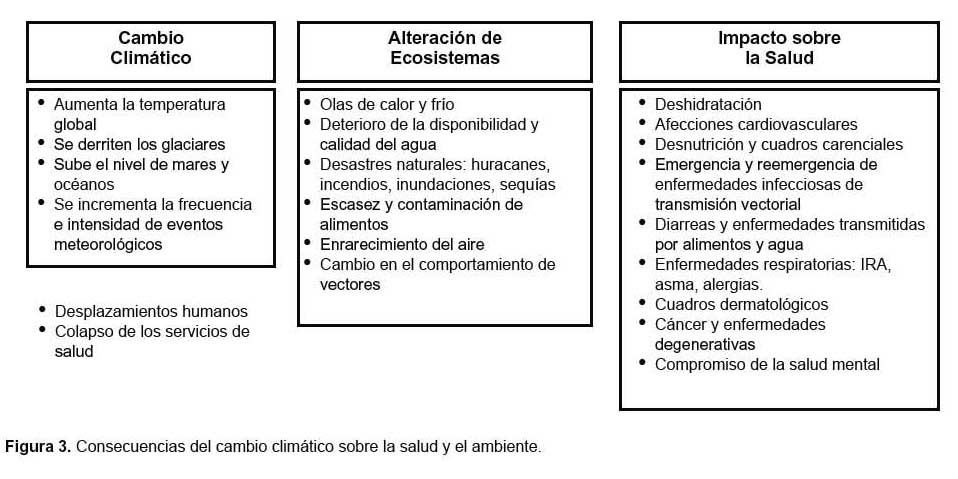 Cambio
Climático
• Aumenta la temperatura
global
• Se derriten los glaciares
• Sube el nivel de mares y
océanos
• Se incrementa la frecuencia
e intensidad de eventos
meteorológicos
• Desplazamientos humanos
• Colapso de los servicios de
salud
Alteración de
Ecosistemas
• Olas de calor y frío
• Deterioro de la disponibilidad y
calidad del agua
• Desastres naturales: huracanes,
incendios, inundaciones, sequías
• Escasez y contaminación de
alimentos
• Enrarecimiento del aire
• Cambio en el comportamiento de
vectores
Impacto sobre
la Salud
• Deshidratación
• Afecciones cardiovasculares
• Desnutrición y cuadros carenciales
• Emergencia y reemergencia de
enfermedades infecciosas de
transmisión vectorial
• Diarreas y enfermedades transmitidas
por alimentos y agua
• Enfermedades respiratorias: IRA,
asma, alergias.
• Cuadros dermatológicos
• Cáncer y enfermedades
degenerativas
• Compromiso de la salud mental
Figura 3. Consecuencias del cambio climático sobre la salud y el ambiente.